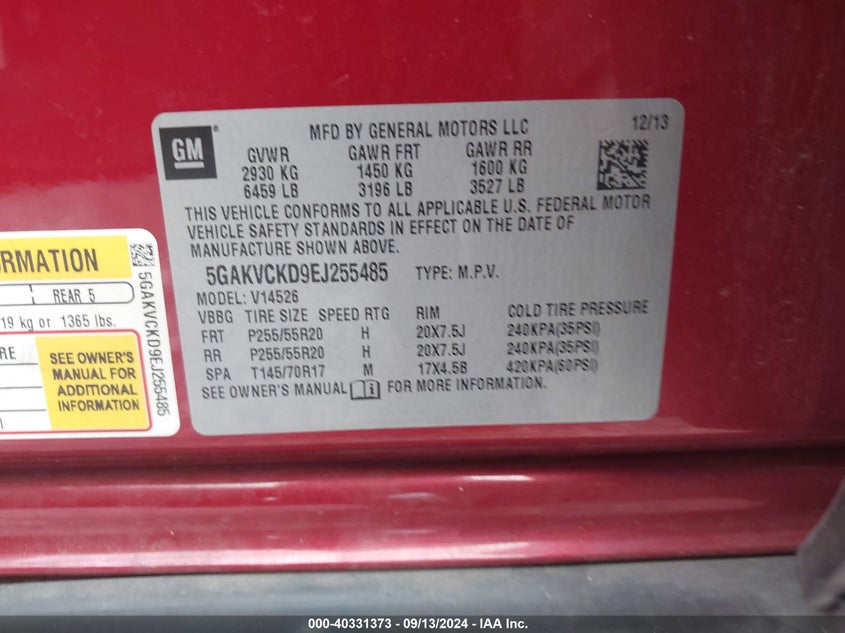 GM
®
MFD BY GENERAL MOTORS LLC
12/13
GVWR GAWR FRT GAWR RR
2930 KG 1450 KG 1600 KG
6459 LB 3196 LB 3527 LB
THIS VEHICLE CONFORMS TO ALL APPLICABLE U.S. FEDERAL MOTOR
VEHICLE SAFETY STANDARDS IN EFFECT ON THE DATE OF
MANUFACTURE SHOWN ABOVE.
5GAKVCKD9EJ255485 TYPE: M.P.V.
MODEL: V14526
VBBG TIRE SIZE SPEED RTG RIM COLD TIRE PRESSURE
FRT P255/55R20 H 20X7.5J 240KPA(35PSI)
RR P255/55R20 H 20X7.5J 240KPA(35PSI)
SPA T145/70R17 M 17X4.5B 420KPA(60PSI)
SEE OWNER'S MANUAL FOR MORE INFORMATION.
REAR 5
19 kg or 1365 lbs.
SEE OWNER'S
MANUAL FOR
ADDITIONAL
INFORMATION
5GAKVCKD9EJ255485
000-40331373 - 09/13/2024 - IAA Inc.